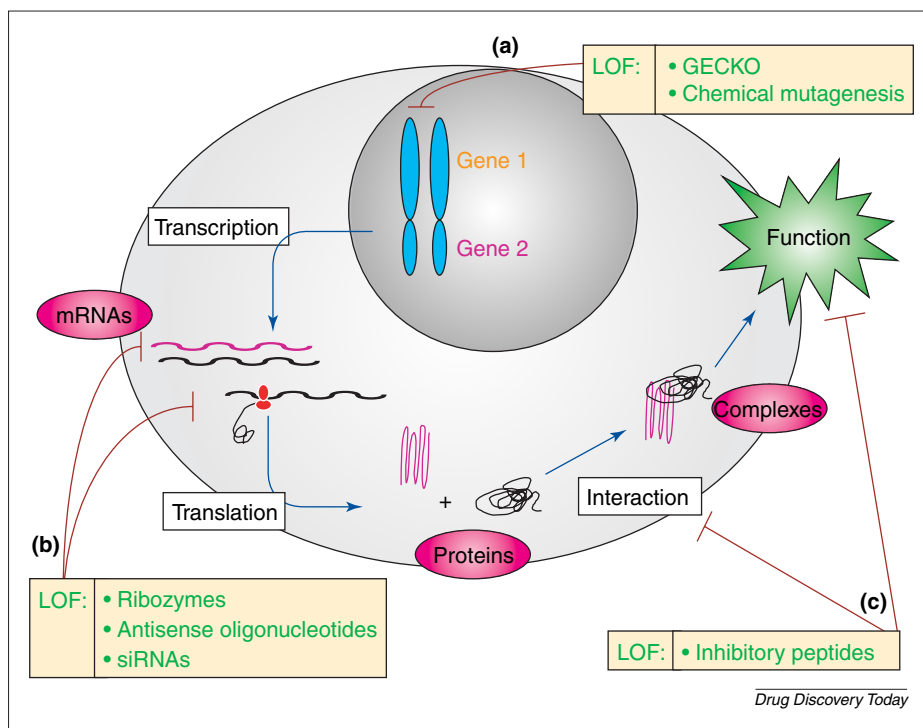 (a)
LOF:
• GECKO
• Chemical mutagenesis
Gene 1
Gene 2
Transcription
Function
mRNAs
Complexes
Interaction
Translation
+
Proteins
(b)
LOF:
• Ribozymes
• Antisense oligonucleotides
• siRNAs
(c)
LOF:
• Inhibitory peptides
Drug Discovery Today